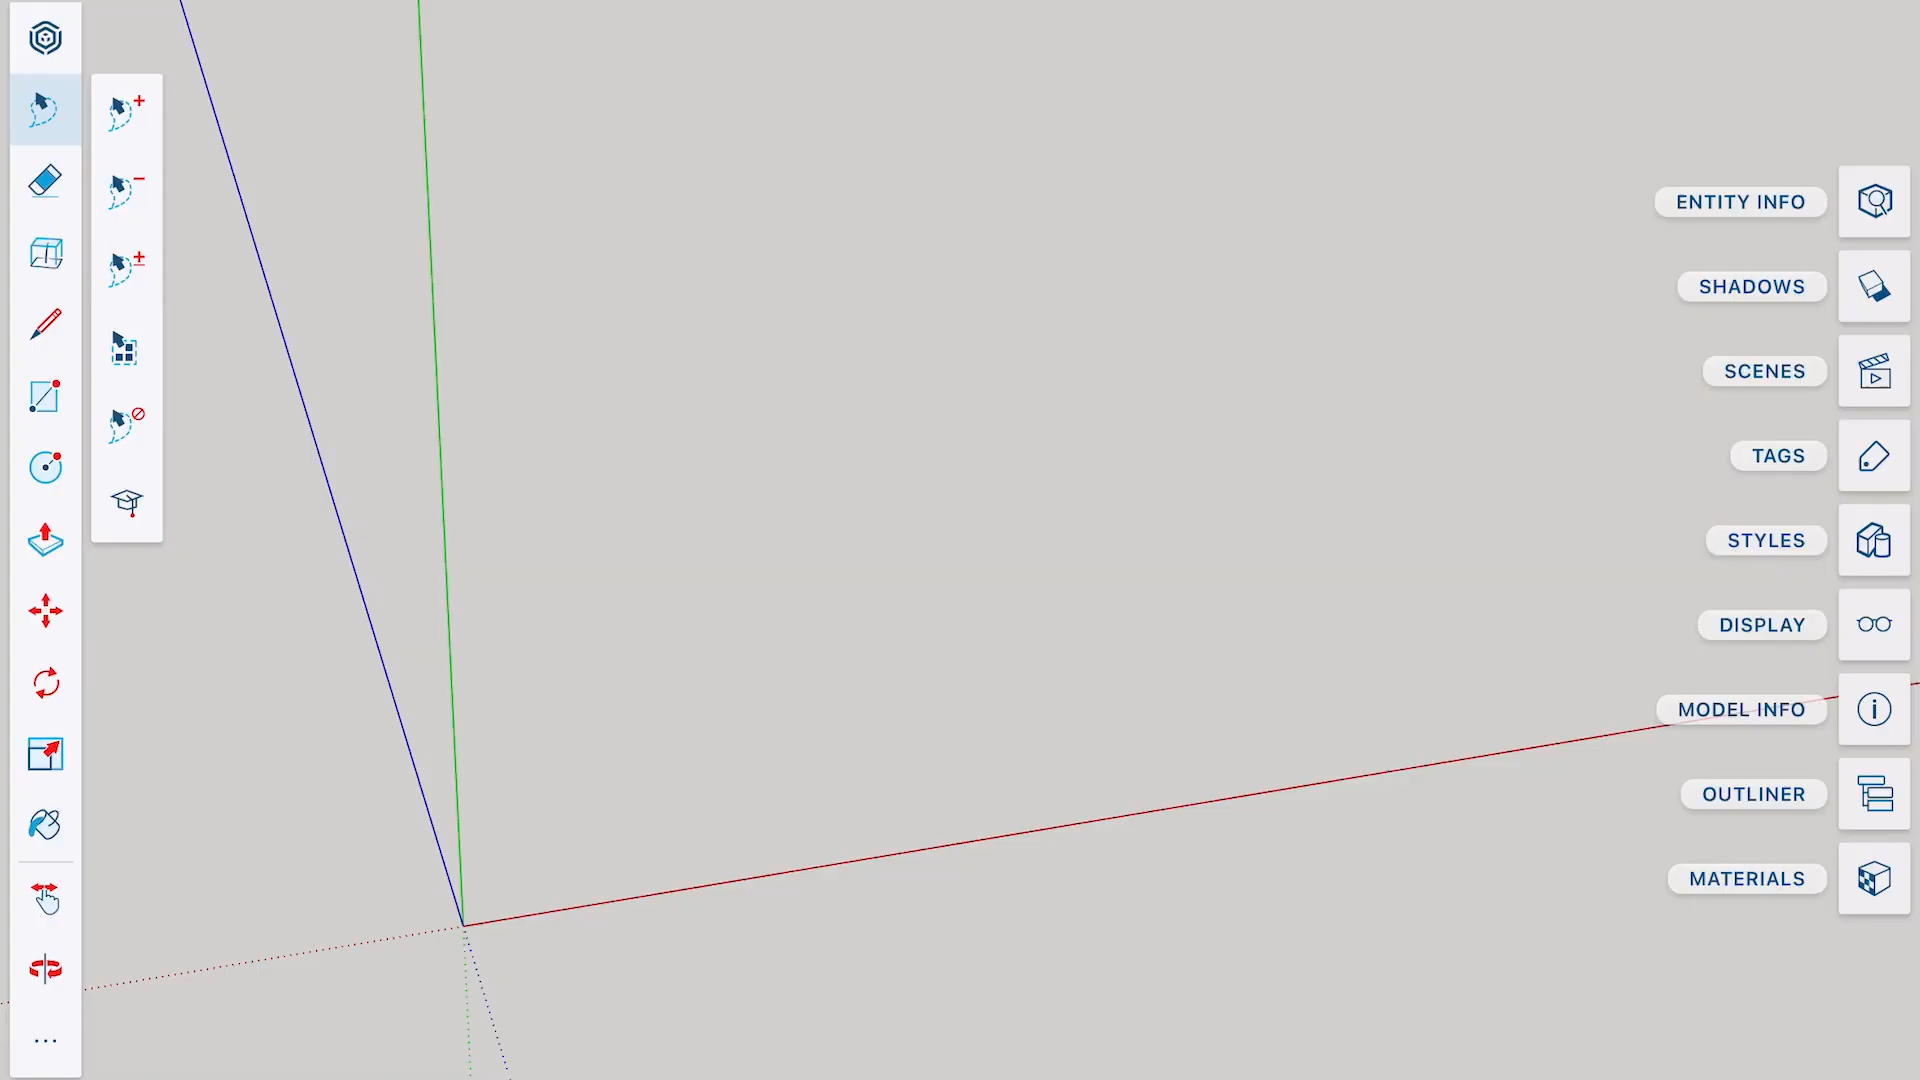 ENTITY INFO
SHADOWS
SCENES
TAGS
STYLES
DISPLAY
MODEL INFO
OUTLINER
MATERIALS